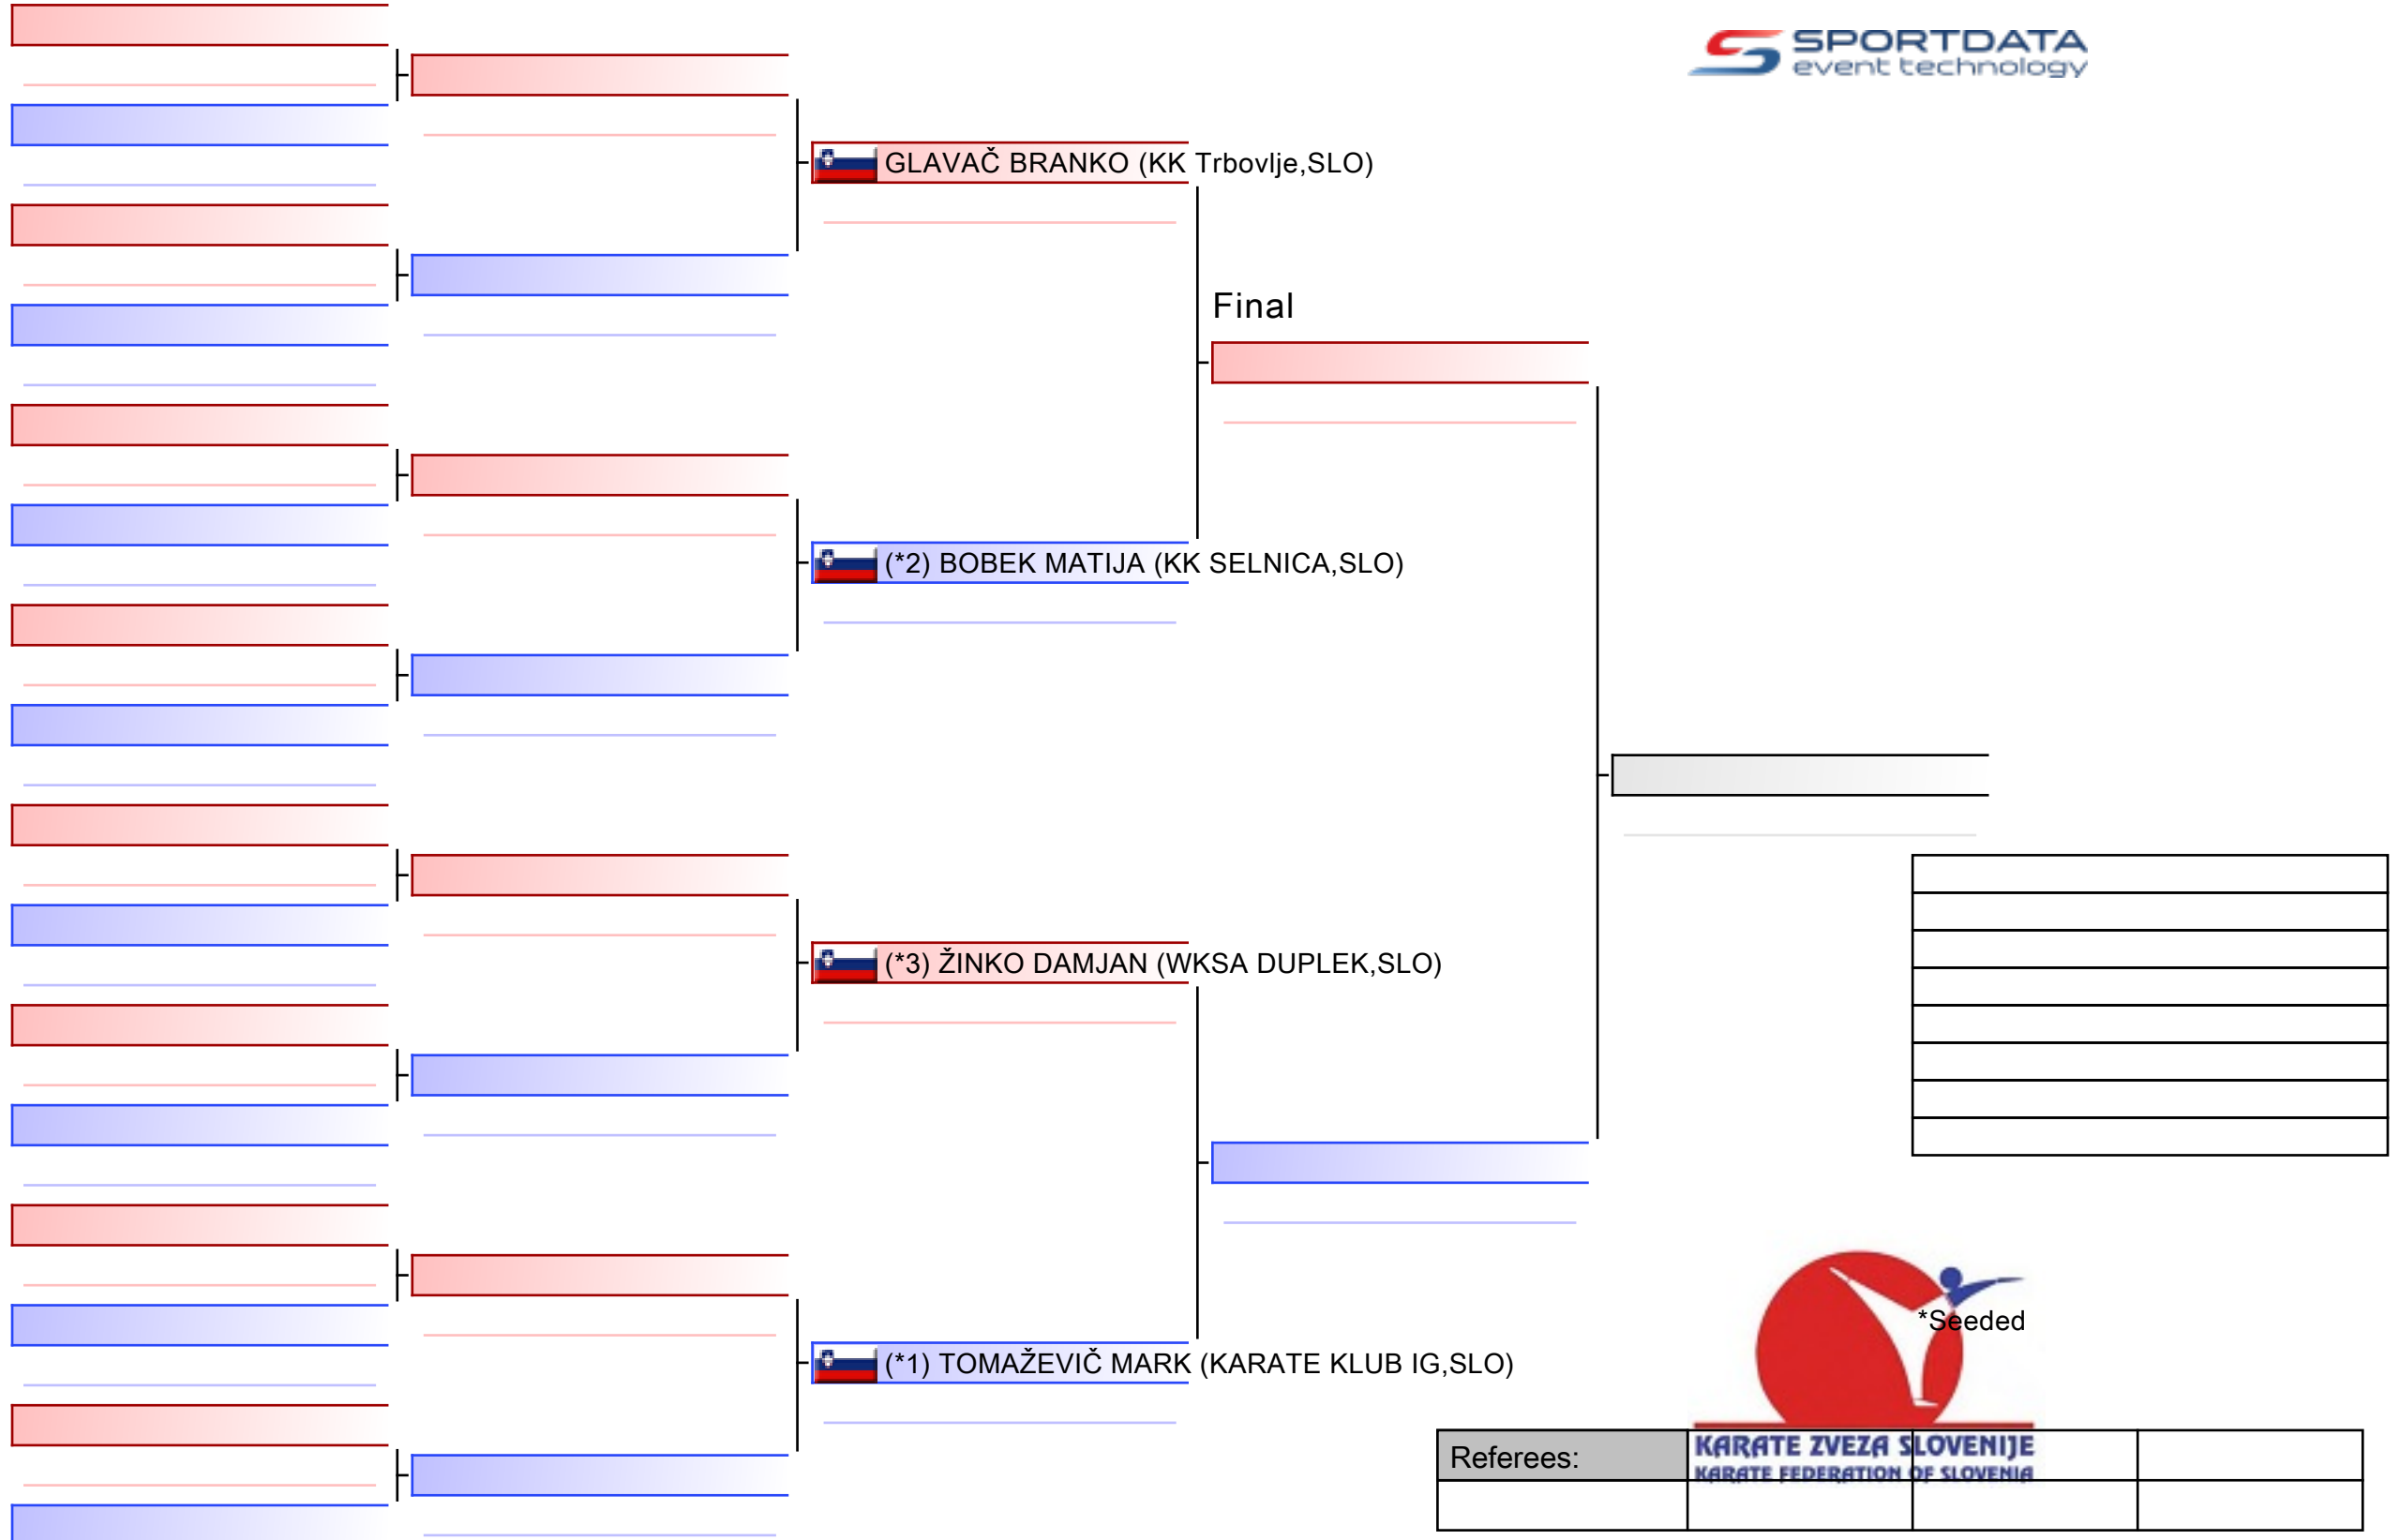 SPORTDATA
event technology
GLAVAČ BRANKO (KK Trbovlje,SLO)
Final
(*2) BOBEK MATIJA (KK SELNICA,SLO)
(*3) ŽINKO DAMJAN (WKSA DUPLEK,SLO)
*Seeded
(*1) TOMAŽEVIČ MARK (KARATE KLUB IG,SLO)
Referees:
KARATE ZVEZA SLOVENIJE
KARATE FEDERATION OF SLOVENIA